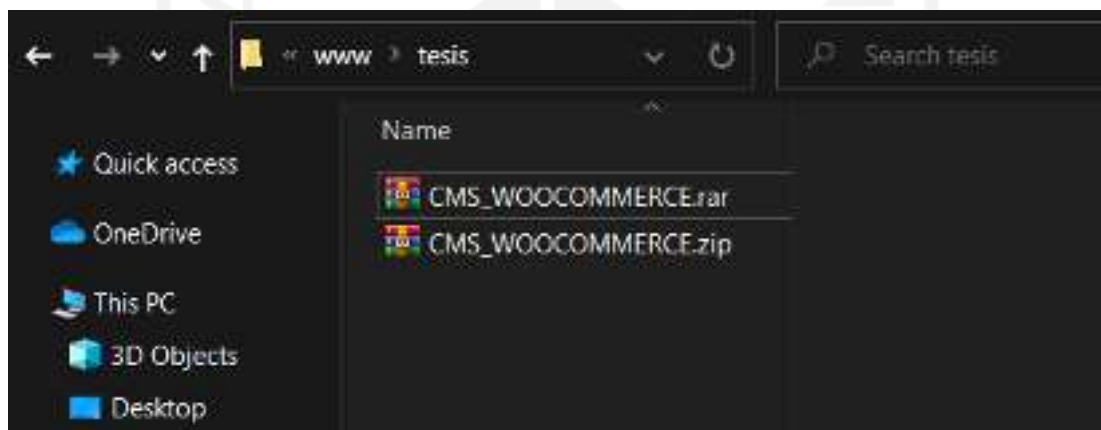 « www > tesis
Search tesis
Name
Quick access
CMS_WOOCOMMERCE.rar
OneDrive
CMS_WOOCOMMERCE.zip
This PC
3D Objects
Desktop